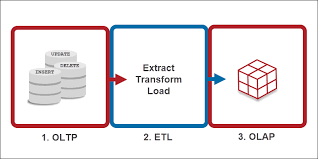 UPDATE
DELETE
INSERT
Extract
Transform
Load
1. OLTP
2. ETL
3. OLAP